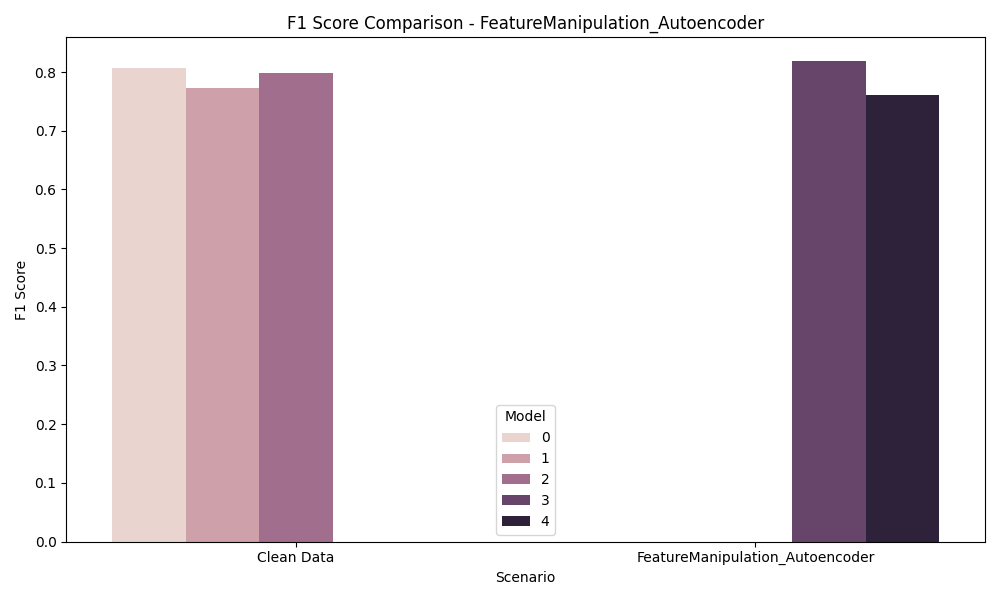 F1 Score Comparison - FeatureManipulation_Autoencoder
F1 Score
0.8
0.7
0.6
0.5
0.4
0.3
0.2
0.1
0.0
Model
0
1
2
3
4
Clean Data
FeatureManipulation_Autoencoder
Scenario